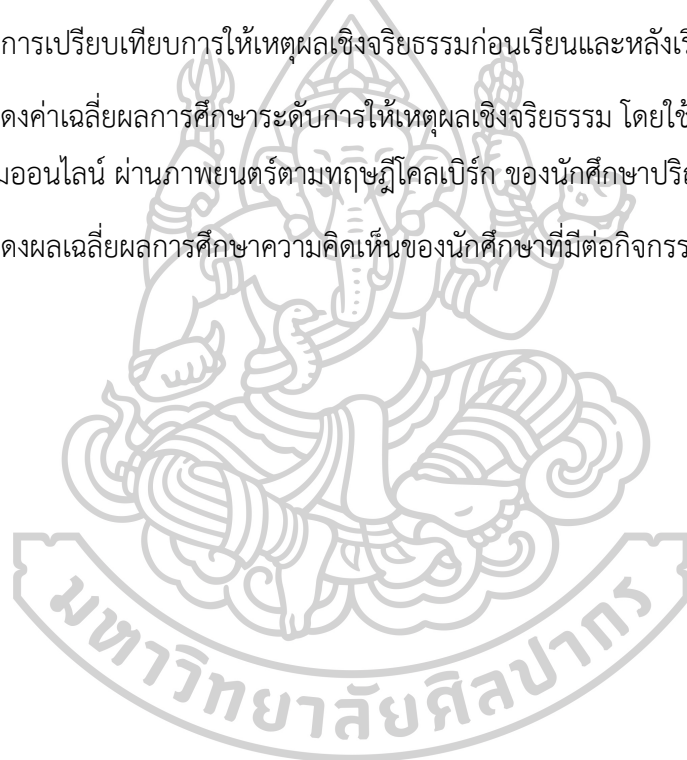 การเปรียบเทียบการให้เหตุผลเชิงจริยธรรมก่อนเรียนและหลังเรี
ดงค่าเฉลี่ยผลการศึกษาระดับการให้เหตุผลเชิงจริยธรรม โดยใช้
มออนไลน์ ผ่านภาพยนตร์ตามทฤษฎีโคลเบิร์ก ของนักศึกษาปริญ
ดงผลเฉลี่ยผลการศึกษาความคิดเห็นของนักศึกษาที่มีต่อกิจกรร
มหาวิทยาลัยศิลปากร